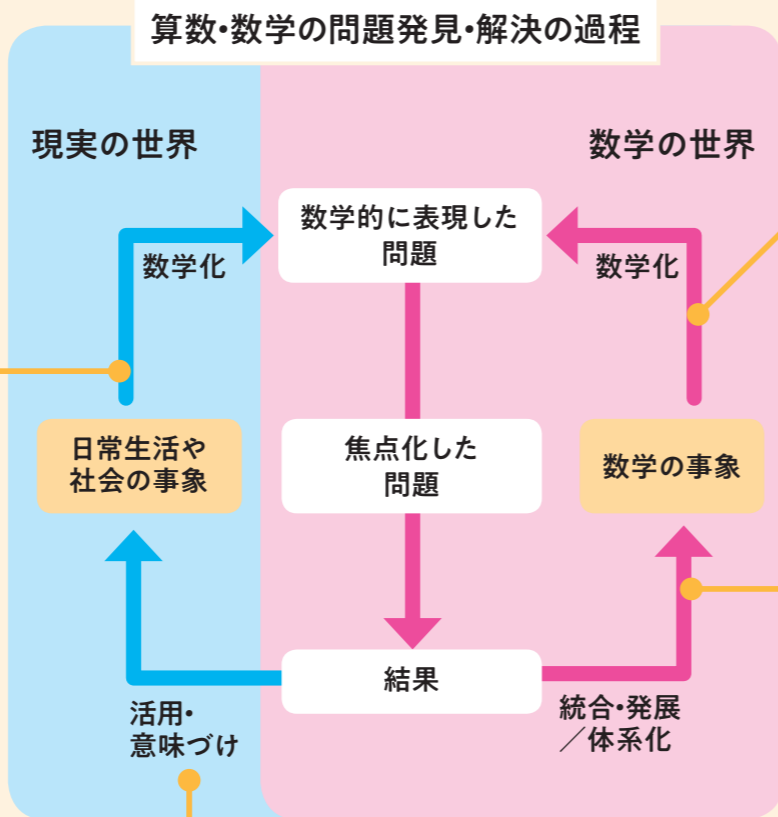 算数・数学の問題発見・解決の過程
現実の世界
数学の世界
数学的に表現した
問題
数学化
数学化
日常生活や
社会の事象
焦点化した
問題
数学の事象
結果
活用・
意味づけ
統合・発展
／体系化